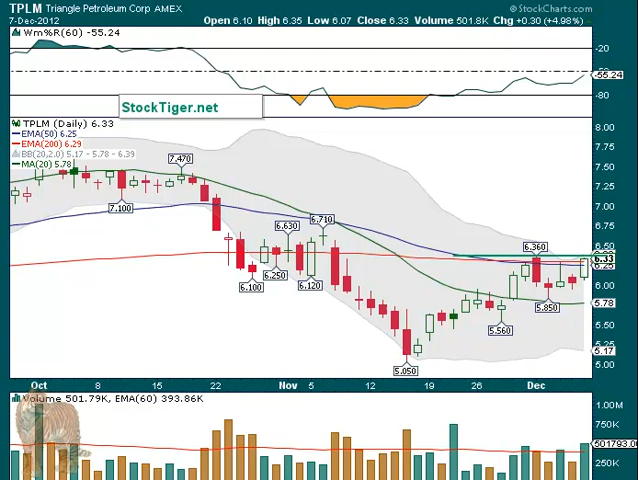 TPLM Triangle Petroleum Corp AMEX © StockCharts.com
7-Dec-2012 Open 6.10 High 6.35 Low 6.07 Close 6.33 Volume 501.8K Chg +0.30 (+4.98%)
Wm%R(60) -55.24
-20
-55.24
-80
StockTiger.net
TPLM (Daily) 6.33
EMA(50) 6.25
EMA(200) 6.29
BB(20,2.0) 5.17 - 5.78 - 6.39
MA(20) 5.78
8.00
7.75
7.50
7.25
7.00
6.75
6.50
6.33
6.25
6.00
5.78
5.50
5.25
5.17
5.00
7.470
7.100
6.630
6.710
6.100
6.250
6.120
6.360
5.850
5.560
5.050
Oct 8 15 22 Nov 5 12 19 26 Dec
Volume 501.79K, EMA(60) 393.86K
1.00M
750K
501793.0
250K